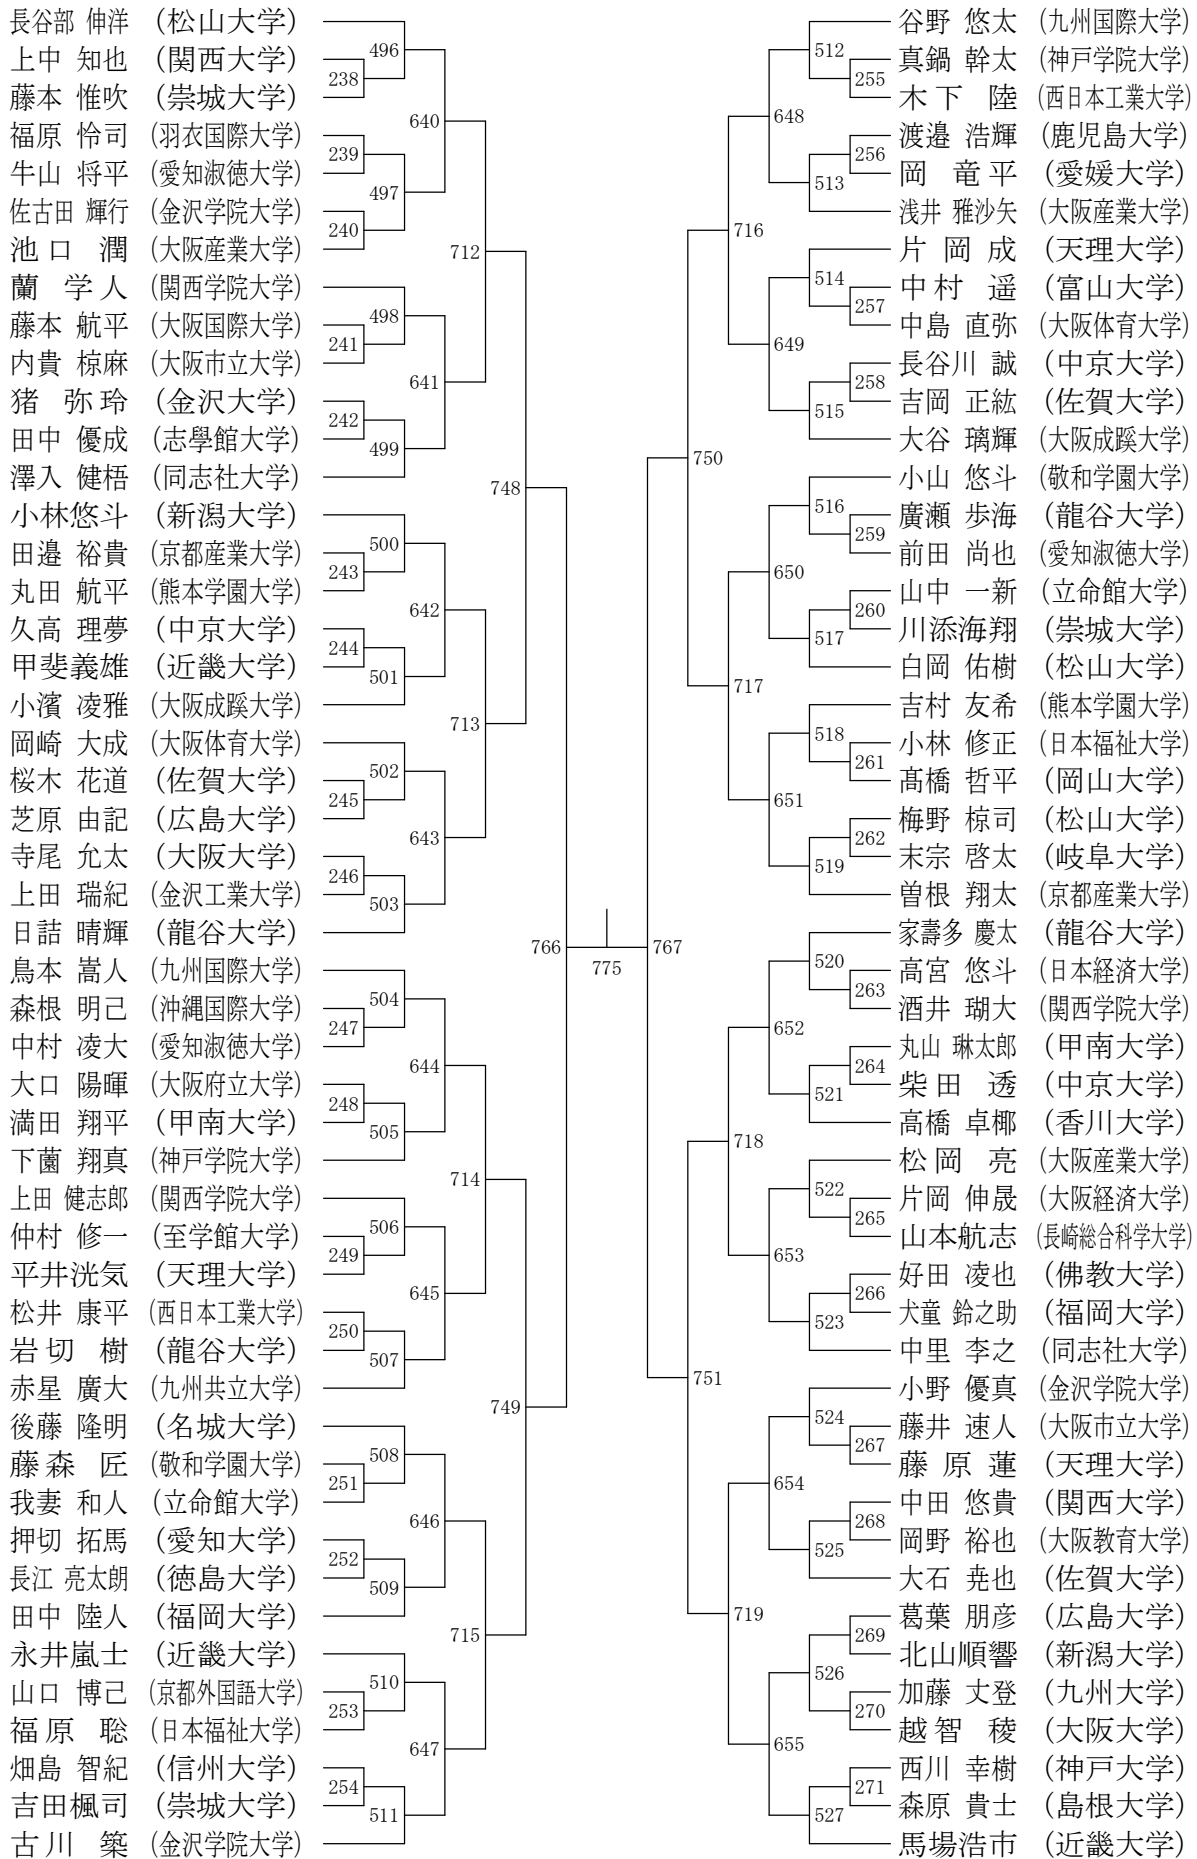 長谷部 伸洋 (松山大学)
上中 知也 (関西大学)
藤本 惟吹 (崇城大学)
福原 怜司 (羽衣国際大学)
牛山 将平 (愛知淑徳大学)
佐古田 輝行 (金沢学院大学)
池口 潤 (大阪産業大学)
蘭 学人 (関西学院大学)
藤本 航平 (大阪国際大学)
内貴 椋麻 (大阪市立大学)
猪 弥玲 (金沢大学)
田中 優成 (志學館大学)
澤入 健梧 (同志社大学)
小林悠斗 (新潟大学)
田邉 裕貴 (京都産業大学)
丸田 航平 (熊本学園大学)
久高 理夢 (中京大学)
甲斐義雄 (近畿大学)
小濱 凌雅 (大阪成蹊大学)
岡崎 大成 (大阪体育大学)
桜木 花道 (佐賀大学)
芝原 由記 (広島大学)
寺尾 允太 (大阪大学)
上田 瑞紀 (金沢工業大学)
日詰 晴輝 (龍谷大学)
鳥本 嵩人 (九州国際大学)
森根 明己 (沖縄国際大学)
中村 凌大 (愛知淑徳大学)
大口 陽暉 (大阪府立大学)
満田 翔平 (甲南大学)
下薗 翔真 (神戸学院大学)
上田 健志郎 (関西学院大学)
仲村 修一 (至学館大学)
平井洸気 (天理大学)
松井 康平 (西日本工業大学)
岩切 樹 (龍谷大学)
赤星 廣大 (九州共立大学)
後藤 隆明 (名城大学)
藤森 匠 (敬和学園大学)
我妻 和人 (立命館大学)
押切 拓馬 (愛知大学)
長江 亮太朗 (徳島大学)
田中 陸人 (福岡大学)
永井嵐士 (近畿大学)
山口 博己 (京都外国語大学)
福原 聡 (日本福祉大学)
畑島 智紀 (信州大学)
吉田楓司 (崇城大学)
古川 築 (金沢学院大学)
238
239
240
241
242
243
244
245
246
247
248
249
250
251
252
253
254
496
497
498
499
500
501
502
503
504
505
506
507
508
509
510
511
640
641
642
643
644
645
646
647
712
713
714
715
748
749
766
775
767
750
751
716
717
718
719
648
649
650
651
652
653
654
655
512
513
514
515
516
517
518
519
520
521
522
523
524
525
526
527
255
256
257
258
259
260
261
262
263
264
265
266
267
268
269
270
271
谷野 悠太 (九州国際大学)
真鍋 幹太 (神戸学院大学)
木下 陸 (西日本工業大学)
渡邉 浩輝 (鹿児島大学)
岡 竜平 (愛媛大学)
浅井 雅沙矢 (大阪産業大学)
片岡成 (天理大学)
中村 遥 (富山大学)
中島 直弥 (大阪体育大学)
長谷川 誠 (中京大学)
吉岡 正紘 (佐賀大学)
大谷 璃輝 (大阪成蹊大学)
小山 悠斗 (敬和学園大学)
廣瀬 歩海 (龍谷大学)
前田 尚也 (愛知淑徳大学)
山中 一新 (立命館大学)
川添海翔 (崇城大学)
白岡 佑樹 (松山大学)
吉村 友希 (熊本学園大学)
小林 修正 (日本福祉大学)
髙橋 哲平 (岡山大学)
梅野 椋司 (松山大学)
末宗 啓太 (岐阜大学)
曽根 翔太 (京都産業大学)
家壽多 慶太 (龍谷大学)
高宮 悠斗 (日本経済大学)
酒井 瑚大 (関西学院大学)
丸山 琳太郎 (甲南大学)
柴田 透 (中京大学)
高橋 卓椰 (香川大学)
松岡 亮 (大阪産業大学)
片岡 伸晟 (大阪経済大学)
山本航志 (長崎総合科学大学)
好田 凌也 (佛教大学)
犬童 鈴之助 (福岡大学)
中里 李之 (同志社大学)
小野 優真 (金沢学院大学)
藤井 速人 (大阪市立大学)
藤原蓮 (天理大学)
中田 悠貴 (関西大学)
岡野 裕也 (大阪教育大学)
大石 尭也 (佐賀大学)
葛葉 朋彦 (広島大学)
北山順響 (新潟大学)
加藤 丈登 (九州大学)
越智 稜 (大阪大学)
西川 幸樹 (神戸大学)
森原 貴士 (島根大学)
馬場浩市 (近畿大学)